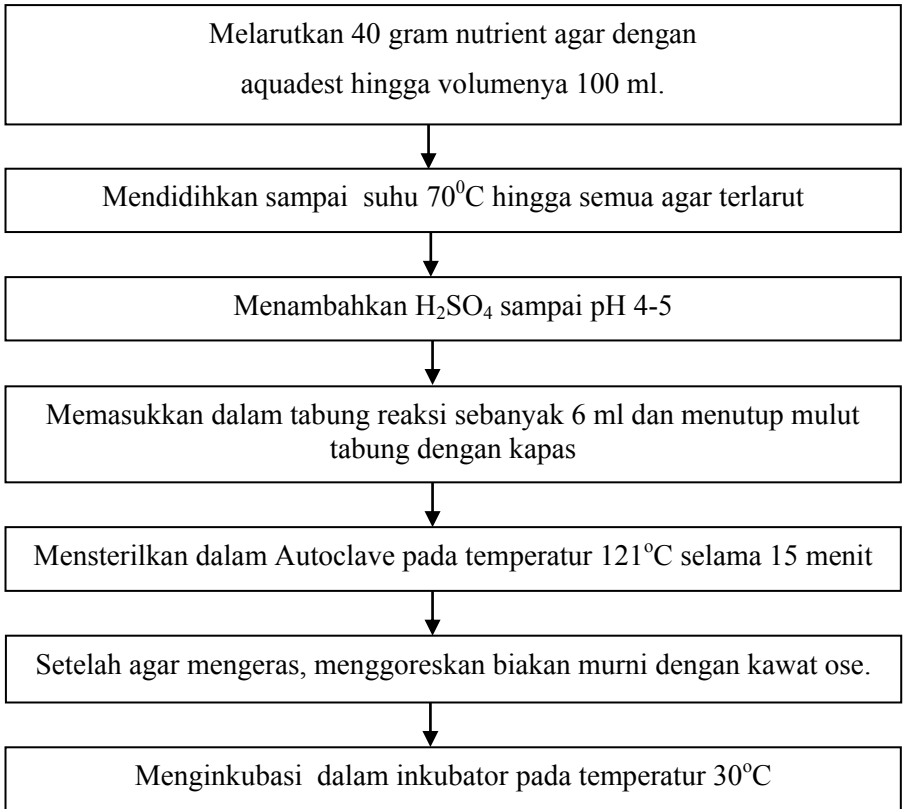 Melarutkan 40 gram nutrient agar dengan
aquadest hingga volumenya 100 ml.
Mendidihkan sampai suhu 70⁰C hingga semua agar terlarut
Menambahkan H₂SO₄ sampai pH 4-5
Memasukkan dalam tabung reaksi sebanyak 6 ml dan menutup mulut
tabung dengan kapas
Mensterilkan dalam Autoclave pada temperatur 121ᵒC selama 15 menit
Setelah agar mengeras, menggoreskan biakan murni dengan kawat ose.
Menginkubasi dalam inkubator pada temperatur 30ᵒC